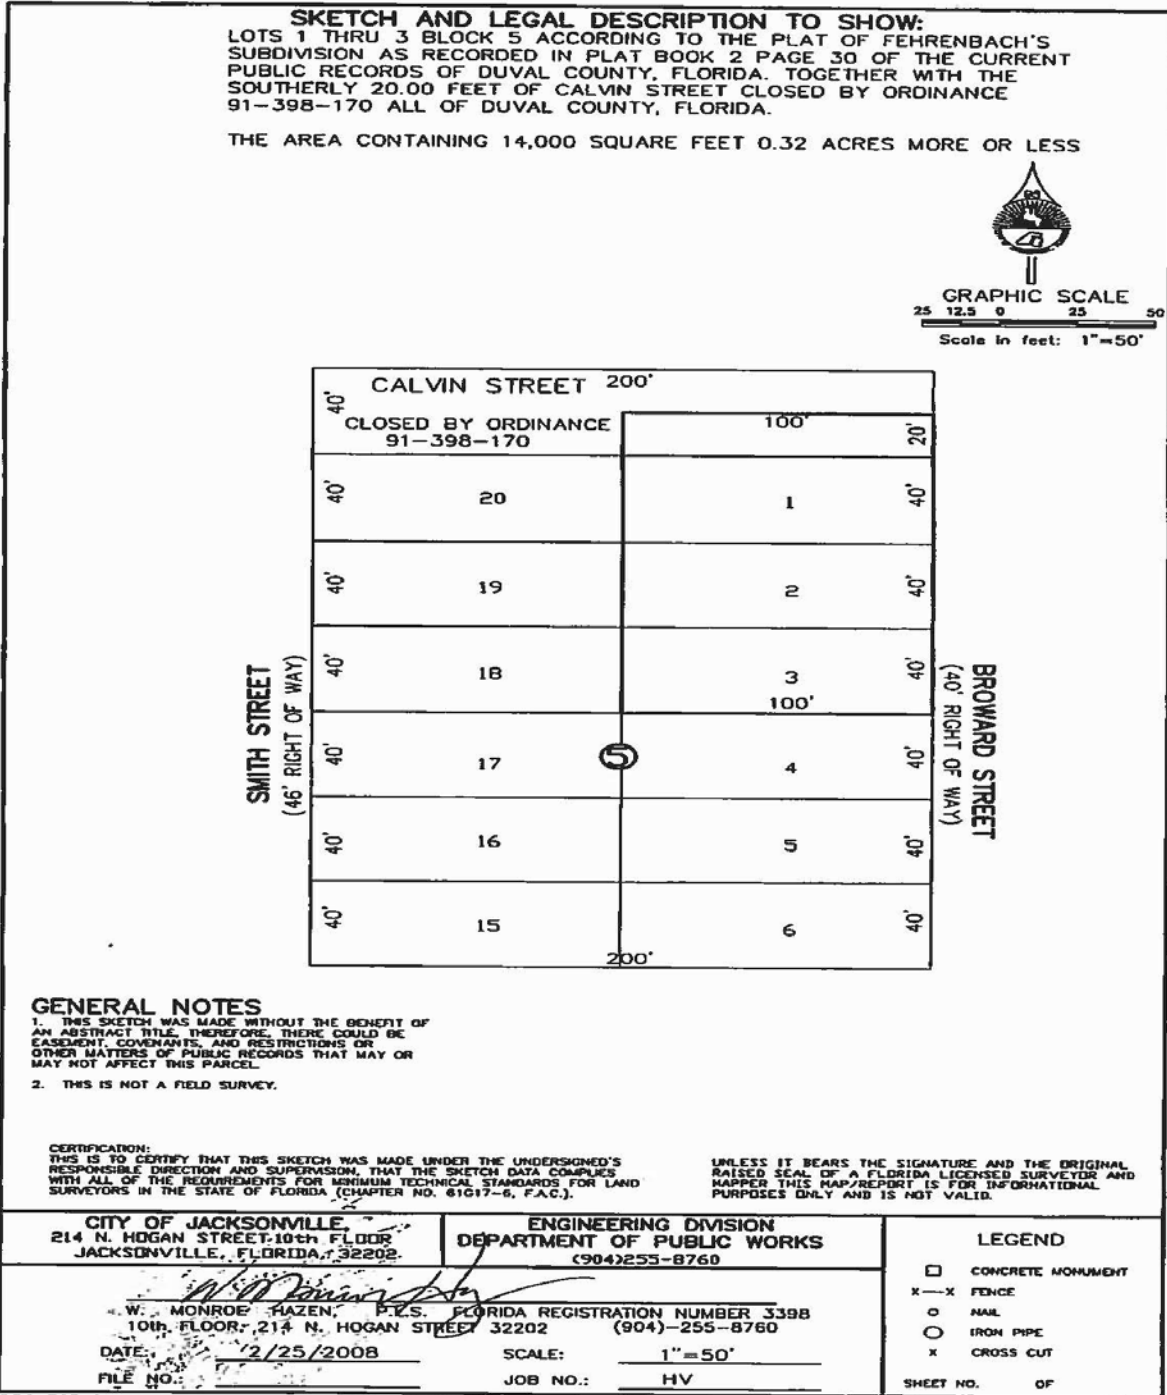 SKETCH AND LEGAL DESCRIPTION TO SHOW:
LOTS 1 THRU 3 BLOCK 5 ACCORDING TO THE PLAT OF FEHRENBACH'S
SUBDIVISION AS RECORDED IN PLAT BOOK 2 PAGE 30 OF THE CURRENT
PUBLIC RECORDS OF DUVAL COUNTY, FLORIDA. TOGETHER WITH THE
SOUTHERLY 20.00 FEET OF CALVIN STREET CLOSED BY ORDINANCE
91-398-170 ALL OF DUVAL COUNTY, FLORIDA.
THE AREA CONTAINING 14,000 SQUARE FEET 0.32 ACRES MORE OR LESS
GRAPHIC SCALE
25 12.5 0 25 50
Scale in feet: 1"=50'
CALVIN STREET 200'
40'
CLOSED BY ORDINANCE
91-398-170
100'
20'
40' 20 1 40'
40' 19 2 40'
40' 18 3 40'
100'
SMITH STREET
(46' RIGHT OF WAY)
BROWARD STREET
(40' RIGHT OF WAY)
40' 17 5 4 40'
40' 16 5 40'
40' 15 6 40'
200'
GENERAL NOTES
1. THIS SKETCH WAS MADE WITHOUT THE BENEFIT OF
AN ABSTRACT TITLE, THEREFORE, THERE COULD BE
EASEMENT, COVENANTS, AND RESTRICTIONS OR
OTHER MATTERS OF PUBLIC RECORDS THAT MAY OR
MAY NOT AFFECT THIS PARCEL
2. THIS IS NOT A FIELD SURVEY.
CERTIFICATION:
THIS IS TO CERTIFY THAT THIS SKETCH WAS MADE UNDER THE UNDERSIGNED'S
RESPONSIBLE DIRECTION AND SUPERVISION, THAT THE SKETCH DATA COMPLIES
WITH ALL OF THE REQUIREMENTS FOR MINIMUM TECHNICAL STANDARDS FOR LAND
SURVEYORS IN THE STATE OF FLORIDA (CHAPTER NO. 61G17-6, F.A.C.).
UNLESS IT BEARS THE SIGNATURE AND THE ORIGINAL
RAISED SEAL OF A FLORIDA LICENSED SURVEYOR AND
MAPPER THIS MAP/REPORT IS FOR INFORMATIONAL
PURPOSES ONLY AND IS NOT VALID.
CITY OF JACKSONVILLE,
214 N. HOGAN STREET 10th FLOOR
JACKSONVILLE, FLORIDA, 32202
ENGINEERING DIVISION
DEPARTMENT OF PUBLIC WORKS
(904)255-8760
W. MONROE HAZEN, P.L.S. FLORIDA REGISTRATION NUMBER 3398
10th FLOOR, 214 N. HOGAN STREET 32202 (904)-255-8760
DATE: 2/25/2008 SCALE: 1"=50'
FILE NO.: JOB NO.: HV
LEGEND
CONCRETE MONUMENT
X—X FENCE
NAIL
IRON PIPE
X CROSS CUT
SHEET NO. OF